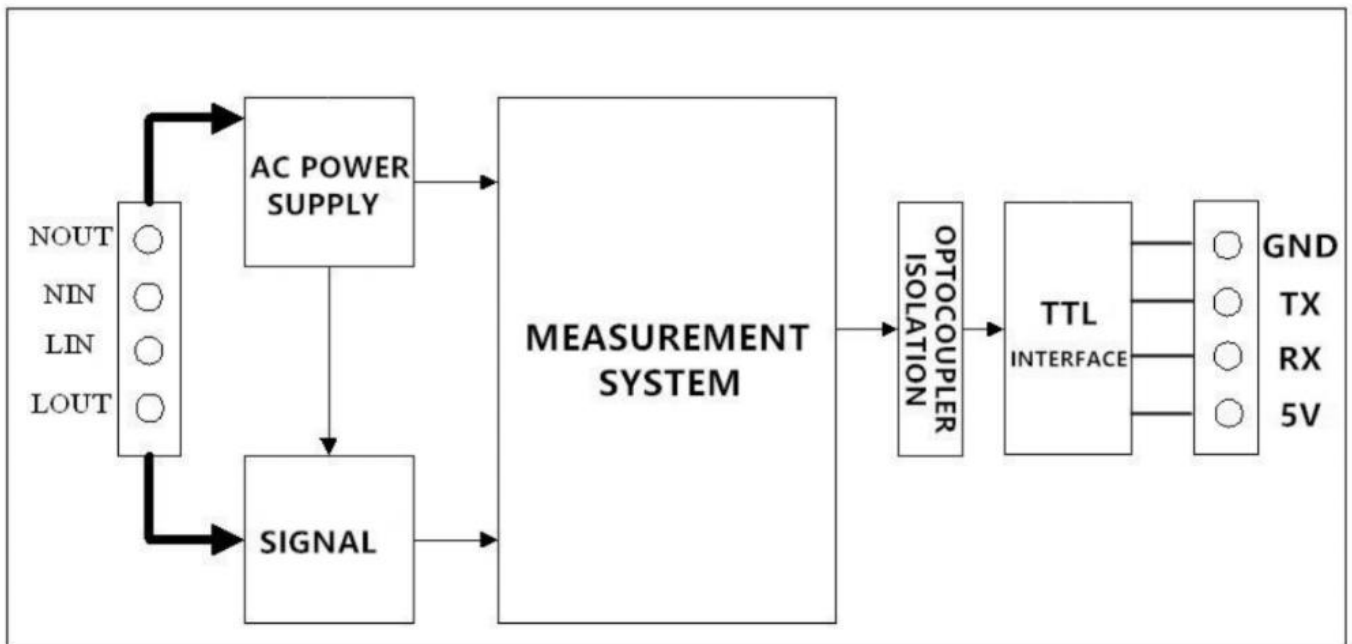 NOUT
NIN
LIN
LOUT
AC POWER
SUPPLY
SIGNAL
MEASUREMENT
SYSTEM
OPTOCOUPLER
ISOLATION
TTL
INTERFACE
GND
TX
RX
5V